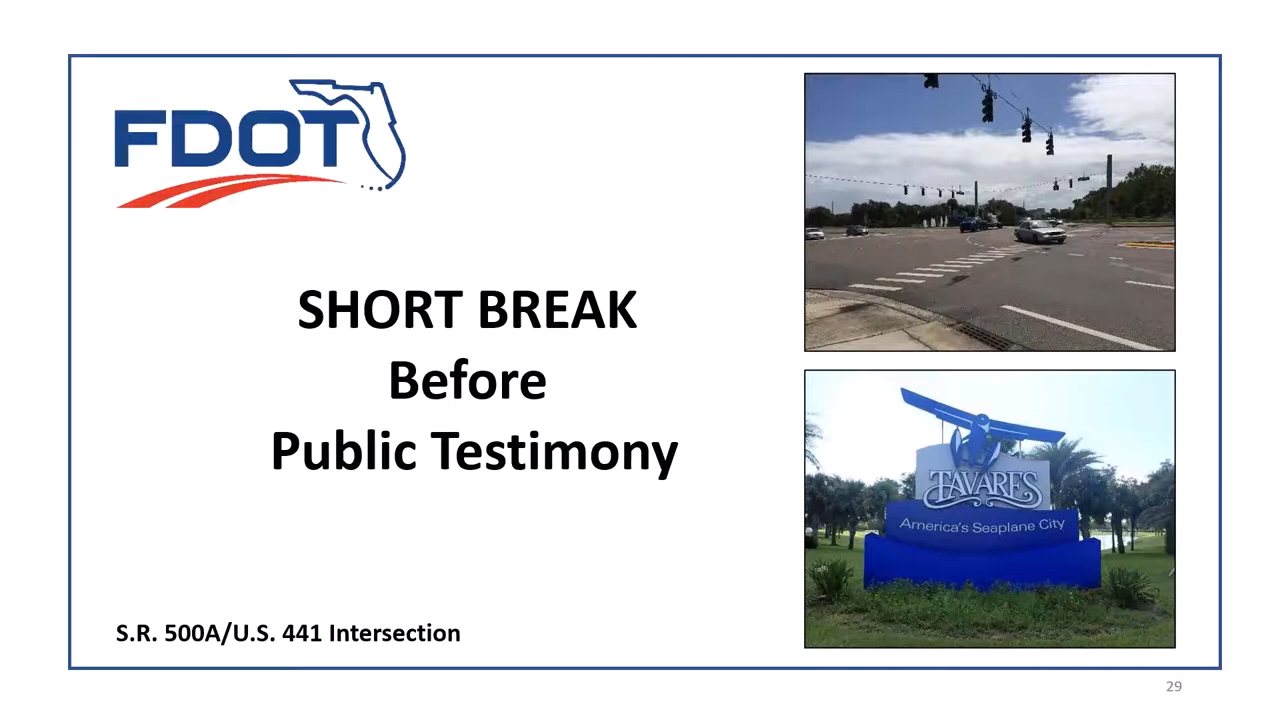 FDOT
SHORT BREAK
Before
Public Testimony
S.R. 500A/U.S. 441 Intersection
TAVARES
America's Seaplane City
29